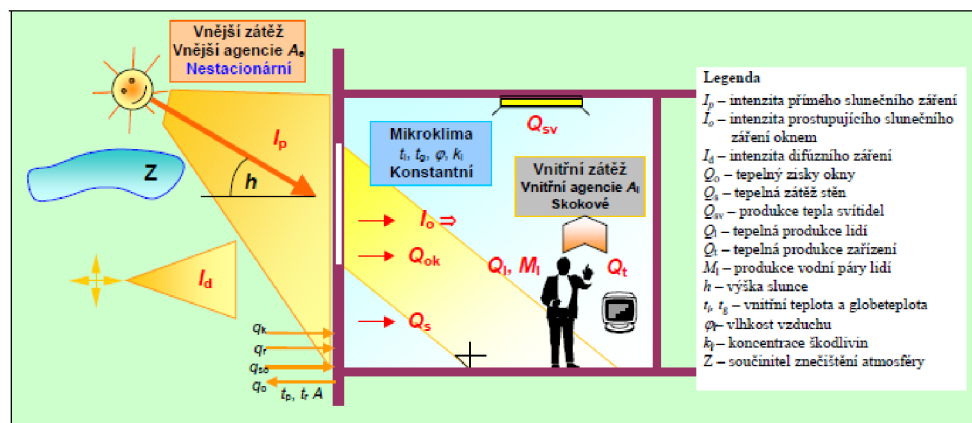 Vnější zátěž
Vnější agencie Ae
Nestacionární
Ip
h
Z
Id
qk
qr
qso
qo
tp, tr A
Mikroklima
ti, tg, φ, ki
Konstantní
Qsv
Vnitřní zátěž
Vnitřní agencie Ai
Skokové
Io ⇒
Qok
Qs
Ql, Ml
Qt
Legenda
Ip – intenzita přímého slunečního záření
Io – intenzita prostupujícího slunečního
záření oknem
Id – intenzita difúzního záření
Qo – tepelný zisky okny
Qs – tepelná zátěž stěn
Qsv – produkce tepla svítidel
Ql – tepelná produkce lidí
Qt – tepelná produkce zařízení
Ml – produkce vodní páry lidí
h – výška slunce
ti, tg – vnitřní teplota a globeteplota
φi – vlhkost vzduchu
ki – koncentrace škodlivin
Z – součinitel znečištění atmosféry